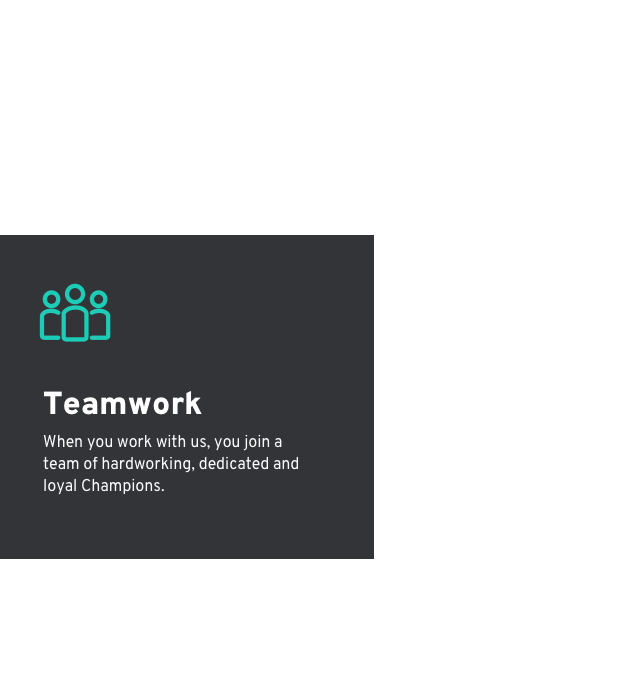 Teamwork
When you work with us, you join a
team of hardworking, dedicated and
loyal Champions.